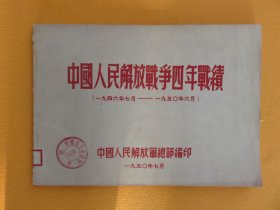 中國人民解放戰爭四年戰績
(一九四六年七月——一九五〇年六月)
中國人民解放軍總部編印
一九五〇年七月